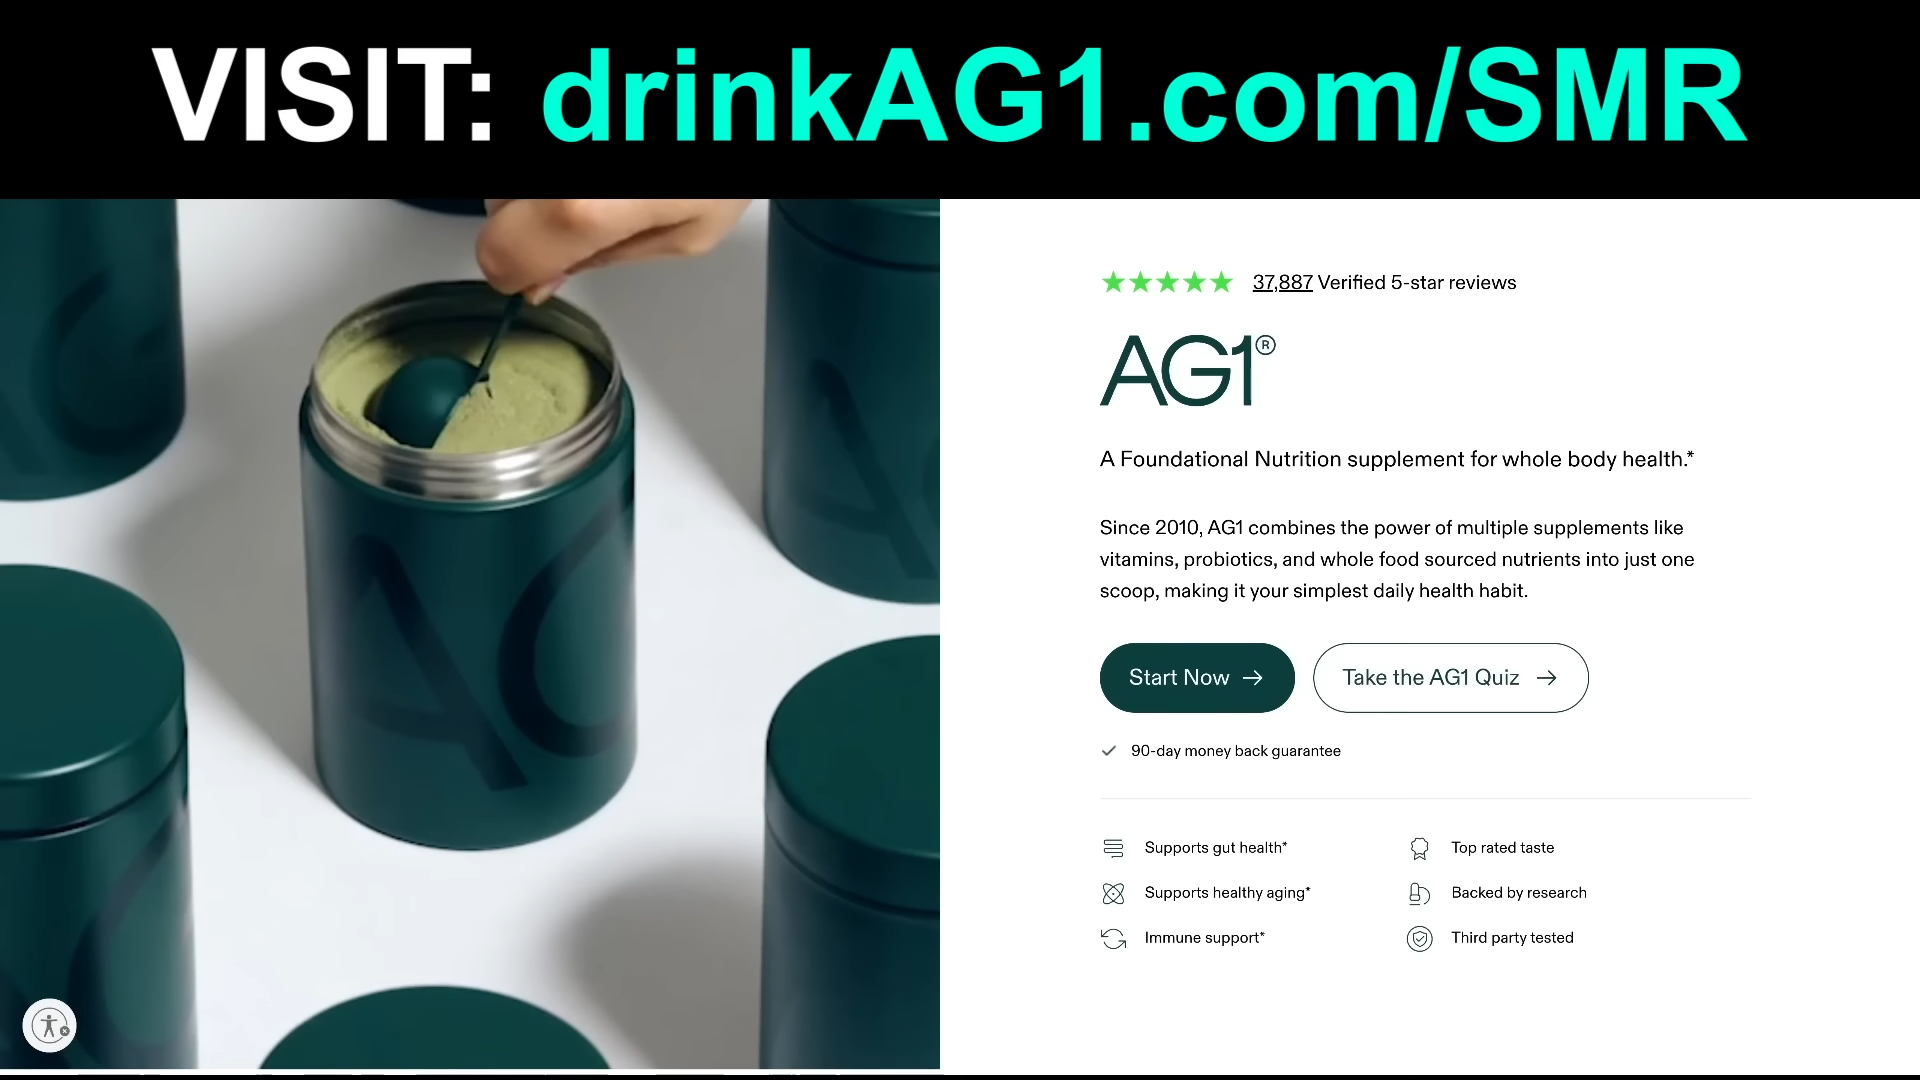 VISIT: drinkAG1.com/SMR
★★★★★ 37,887 Verified 5-star reviews
AG1®
A Foundational Nutrition supplement for whole body health.*
Since 2010, AG1 combines the power of multiple supplements like
vitamins, probiotics, and whole food sourced nutrients into just one
scoop, making it your simplest daily health habit.
Start Now → Take the AG1 Quiz →
90-day money back guarantee
Supports gut health* Top rated taste
Supports healthy aging* Backed by research
Immune support* Third party tested
AG